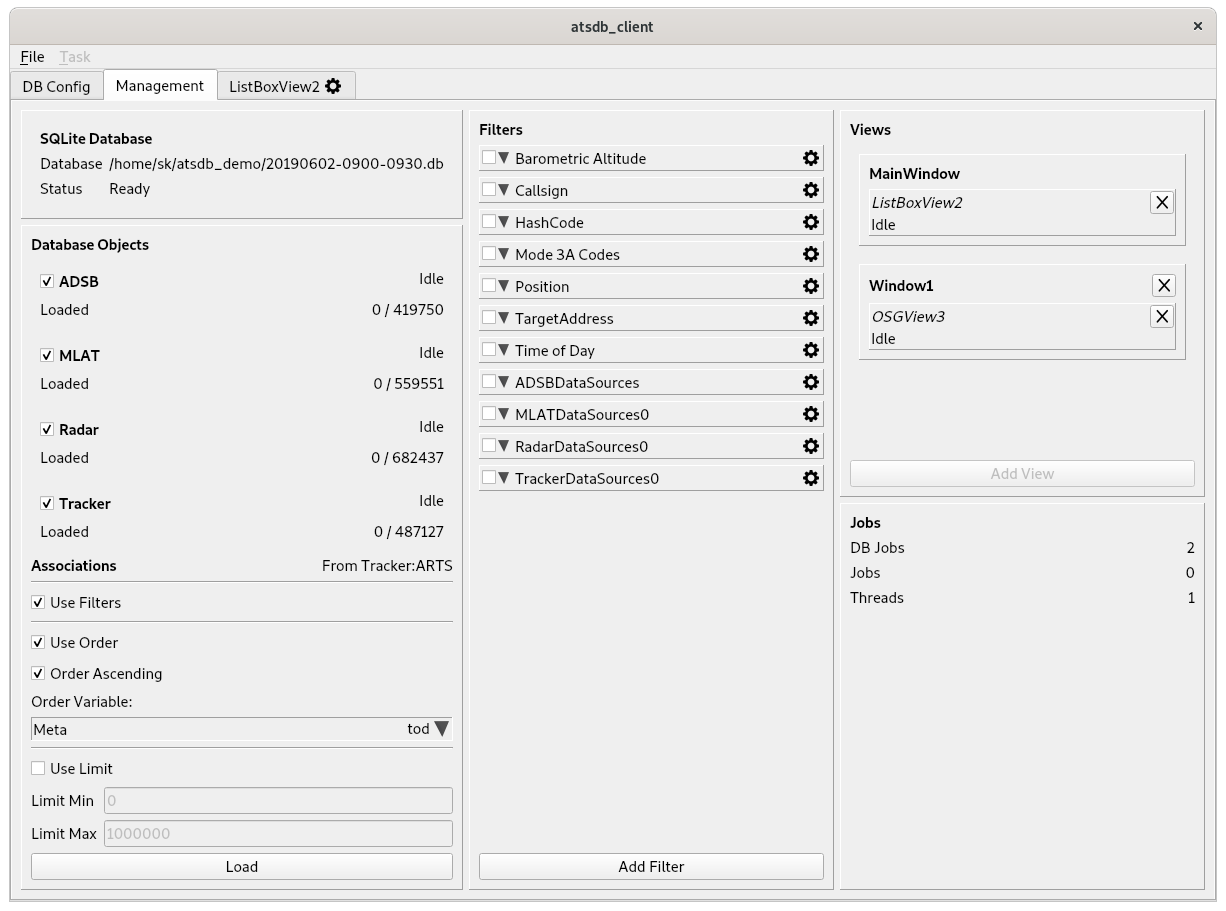 atsdb_client
File Task
DB Config Management ListBoxView2
SQLite Database
Database /home/sk/atsdb_demo/20190602-0900-0930.db
Status Ready
Database Objects
ADSB Idle
Loaded 0 / 419750
MLAT Idle
Loaded 0 / 559551
Radar Idle
Loaded 0 / 682437
Tracker Idle
Loaded 0 / 487127
Associations From Tracker:ARTS
Use Filters
Use Order
Order Ascending
Order Variable:
Meta tod
Use Limit
Limit Min 0
Limit Max 1000000
Load
Filters
Barometric Altitude
Callsign
HashCode
Mode 3A Codes
Position
TargetAddress
Time of Day
ADSBDataSources
MLATDataSources0
RadarDataSources0
TrackerDataSources0
Add Filter
Views
MainWindow
ListBoxView2
Idle
Window1
OSGView3
Idle
Add View
Jobs
DB Jobs 2
Jobs 0
Threads 1